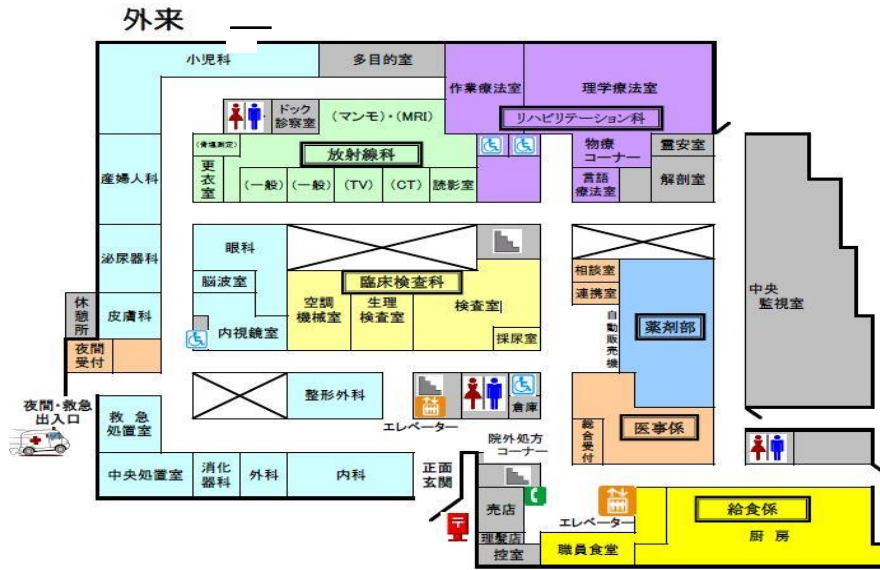 外来
小児科
多目的室
作業療法室
理学療法室
ドック
診察室
(マンモ)・(MRI)
リハビリテーション科
(骨塩測定)
放射線科
物療
コーナー
霊安室
産婦人科
更
衣
室
(一般)
(一般)
(TV)
(CT)
読影室
言語
療法室
解剖室
泌尿器科
眼科
脳波室
臨床検査科
相談室
連携室
中央
監視室
休
憩
所
皮膚科
空調
機械室
生理
検査室
検査室
薬剤部
内視鏡室
採尿室
自
動
販
売
機
夜間
受付
整形外科
倉庫
夜間・救急
出入口
救急
処置室
エレベーター
院外処方
コーナー
総
合
受
付
医事係
中央処置室
消化
器科
外科
内科
正面
玄関
売店
エレベーター
給食係
理髪店
控室
職員食堂
厨房